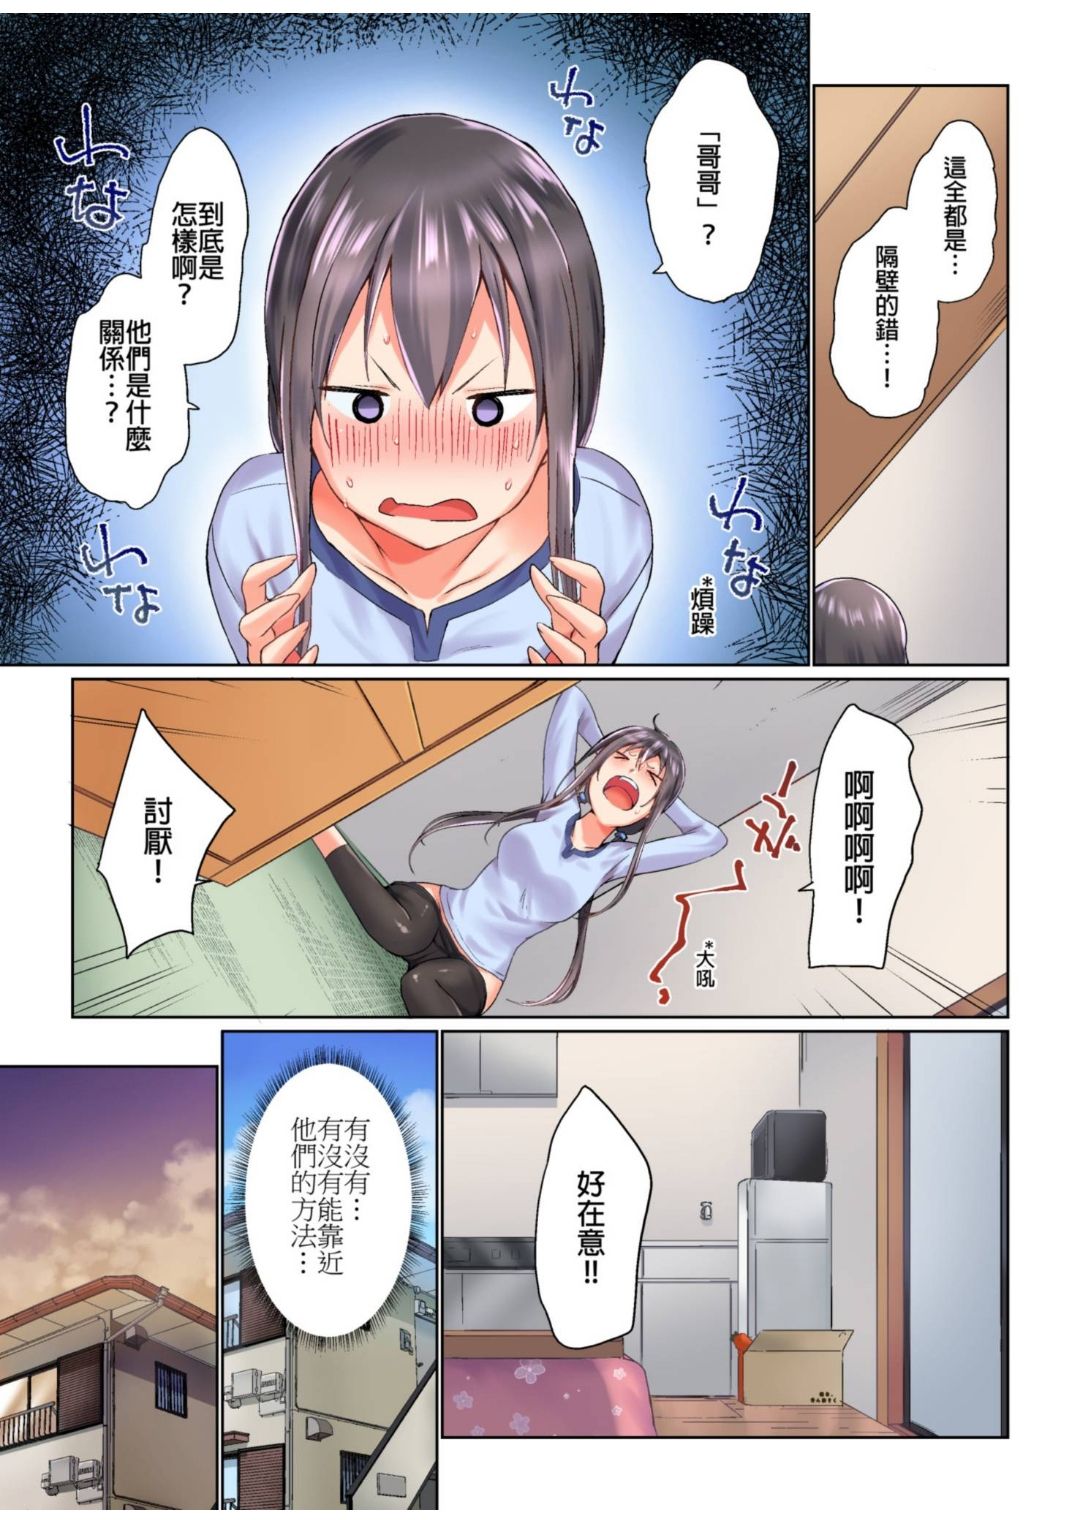 這全都是…
隔壁的錯…！
「哥哥」？
わな
わな
到底是
怎樣啊？
他們是什麼
關係…？
わな
わな
*煩躁
啊啊啊啊！
*大吼
討厭！
好在意!!
有沒有…
有沒有能靠近
他們的方法…